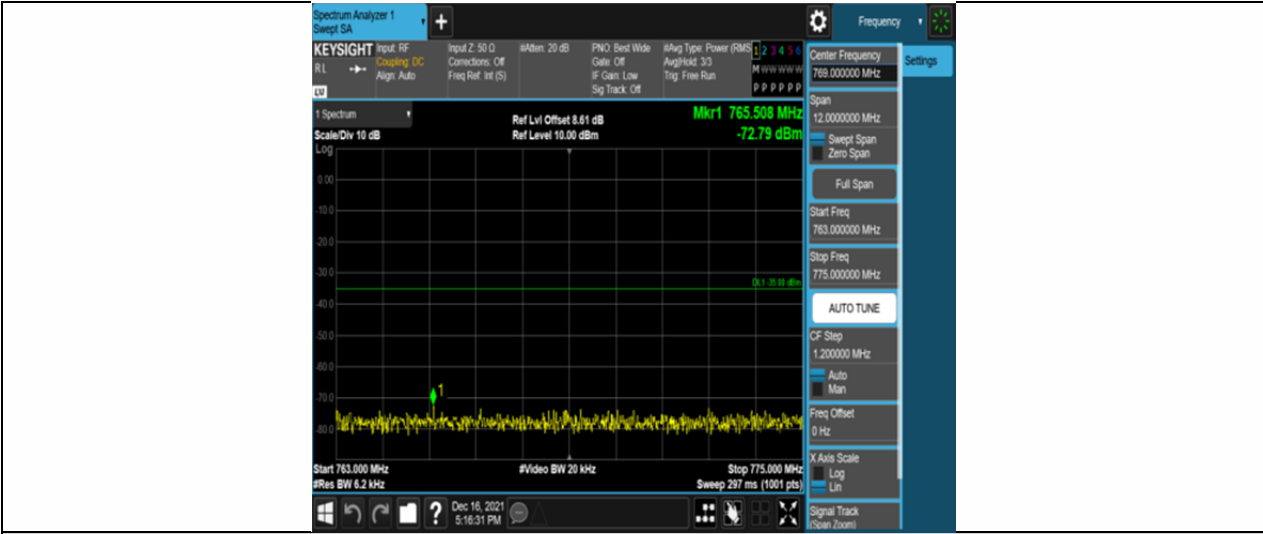 Spectrum Analyzer 1
Swept SA
+
Frequency
KEYSIGHT
RL
LV
Input: RF
Coupling: DC
Align: Auto
Input Z: 50 Ω
Corrections: Off
Freq Ref: Int (S)
#Atten: 20 dB
PNO: Best Wide
Gate: Off
IF Gain: Low
Sig Track: Off
#Avg Type: Power (RMS
Avg|Hold: 3/3
Trig: Free Run
1 2 3 4 5 6
M W W W W W
P P P P P P
1 Spectrum
Scale/Div 10 dB
Log
Ref Lvl Offset 8.61 dB
Ref Level 10.00 dBm
Mkr1 765.508 MHz
-72.79 dBm
0.00
-10.0
-20.0
-30.0
DL1 -35.00 dBm
-40.0
-50.0
-60.0
-70.0
1
-80.0
Start 763.000 MHz
#Res BW 6.2 kHz
#Video BW 20 kHz
Stop 775.000 MHz
Sweep 297 ms (1001 pts)
?
Dec 16, 2021
5:16:31 PM
Center Frequency
769.000000 MHz
Settings
Span
12.0000000 MHz
Swept Span
Zero Span
Full Span
Start Freq
763.000000 MHz
Stop Freq
775.000000 MHz
AUTO TUNE
CF Step
1.200000 MHz
Auto
Man
Freq Offset
0 Hz
X Axis Scale
Log
Lin
Signal Track
(Span Zoom)